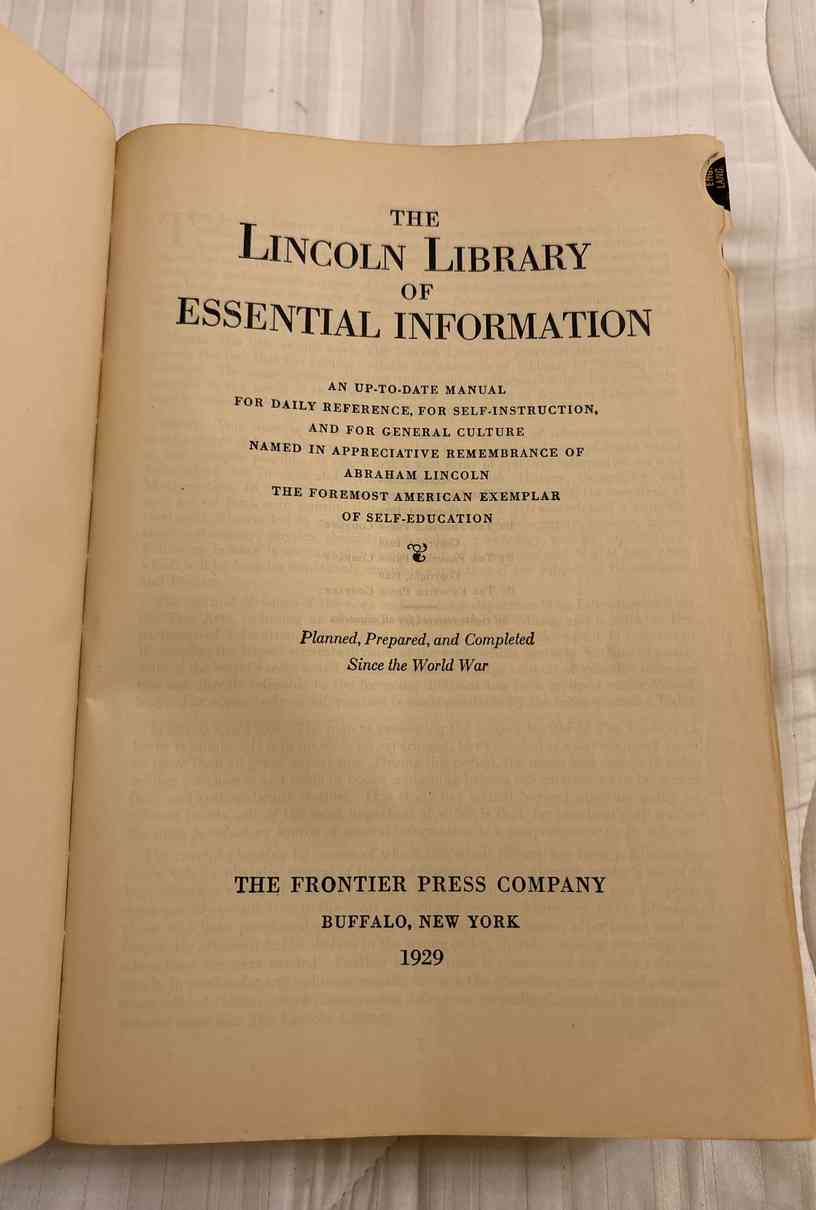 THE
LINCOLN LIBRARY
OF
ESSENTIAL INFORMATION
AN UP-TO-DATE MANUAL
FOR DAILY REFERENCE, FOR SELF-INSTRUCTION,
AND FOR GENERAL CULTURE
NAMED IN APPRECIATIVE REMEMBRANCE OF
ABRAHAM LINCOLN
THE FOREMOST AMERICAN EXEMPLAR
OF SELF-EDUCATION
Planned, Prepared, and Completed
Since the World War
THE FRONTIER PRESS COMPANY
BUFFALO, NEW YORK
1929
ENG.
LANG.